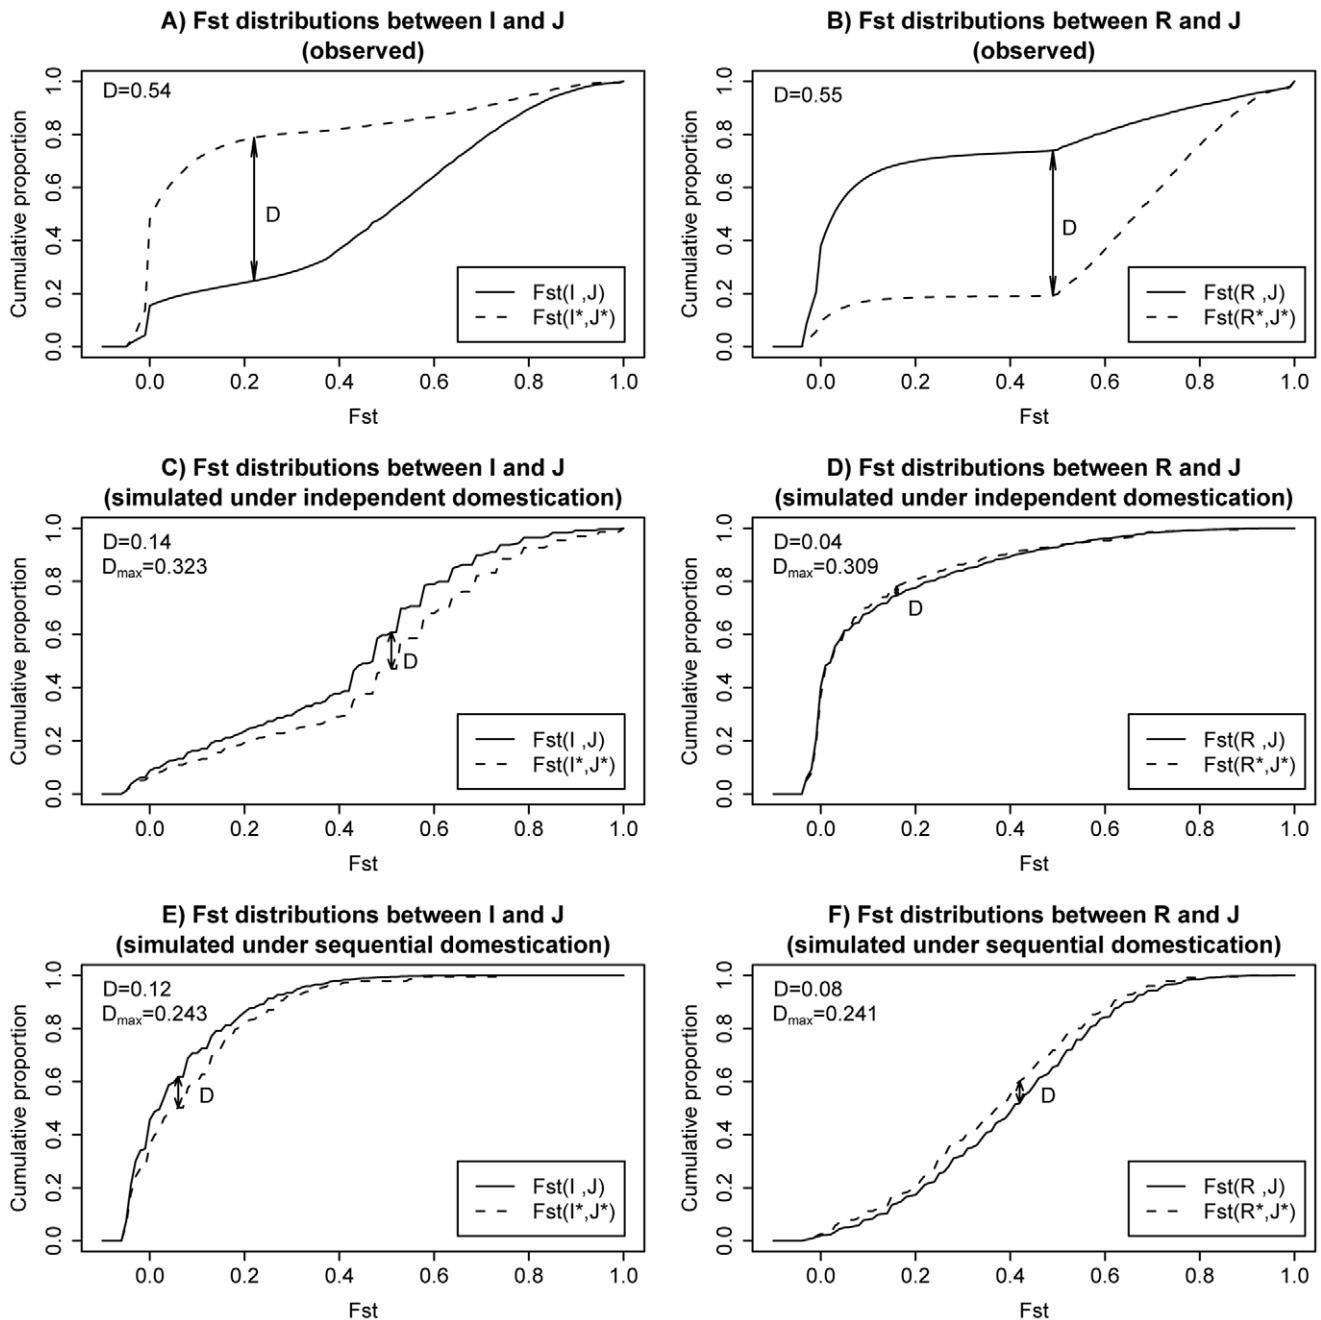 A) Fst distributions between I and J
(observed)
D=0.54
D
Fst(I ,J)
Fst(I*,J*)
Cumulative proportion
0.0 0.2 0.4 0.6 0.8 1.0
0.0 0.2 0.4 0.6 0.8 1.0
Fst
B) Fst distributions between R and J
(observed)
D=0.55
D
Fst(R ,J)
Fst(R*,J*)
Cumulative proportion
0.0 0.2 0.4 0.6 0.8 1.0
0.0 0.2 0.4 0.6 0.8 1.0
Fst
C) Fst distributions between I and J
(simulated under independent domestication)
D=0.14
Dmax=0.323
D
Fst(I ,J)
Fst(I*,J*)
Cumulative proportion
0.0 0.2 0.4 0.6 0.8 1.0
0.0 0.2 0.4 0.6 0.8 1.0
Fst
D) Fst distributions between R and J
(simulated under independent domestication)
D=0.04
Dmax=0.309
D
Fst(R ,J)
Fst(R*,J*)
Cumulative proportion
0.0 0.2 0.4 0.6 0.8 1.0
0.0 0.2 0.4 0.6 0.8 1.0
Fst
E) Fst distributions between I and J
(simulated under sequential domestication)
D=0.12
Dmax=0.243
D
Fst(I ,J)
Fst(I*,J*)
Cumulative proportion
0.0 0.2 0.4 0.6 0.8 1.0
0.0 0.2 0.4 0.6 0.8 1.0
Fst
F) Fst distributions between R and J
(simulated under sequential domestication)
D=0.08
Dmax=0.241
D
Fst(R ,J)
Fst(R*,J*)
Cumulative proportion
0.0 0.2 0.4 0.6 0.8 1.0
0.0 0.2 0.4 0.6 0.8 1.0
Fst